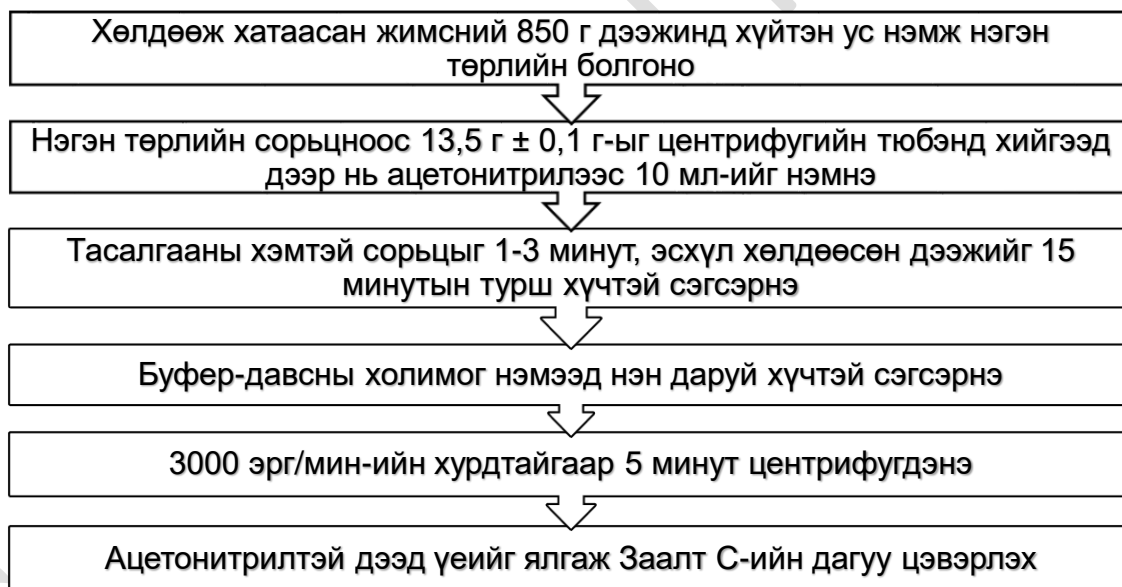 Хөлдөөж хатаасан жимсний 850 г дээжинд хүйтэн ус нэмж нэгэн
төрлийн болгоно
Нэгэн төрлийн сорьцноос 13,5 г ± 0,1 г-ыг центрифугийн тюбэнд хийгээд
дээр нь ацетонитрилээс 10 мл-ийг нэмнэ
Тасалгааны хэмтэй сорьцыг 1-3 минут, эсхүл хөлдөөсөн дээжийг 15
минутын турш хүчтэй сэгсэрнэ
Буфер-давсны холимог нэмээд нэн даруй хүчтэй сэгсэрнэ
3000 эрг/мин-ийн хурдтайгаар 5 минут центрифугдэнэ
Ацетонитрилтэй дээд үеийг ялгаж Заалт С-ийн дагуу цэвэрлэх